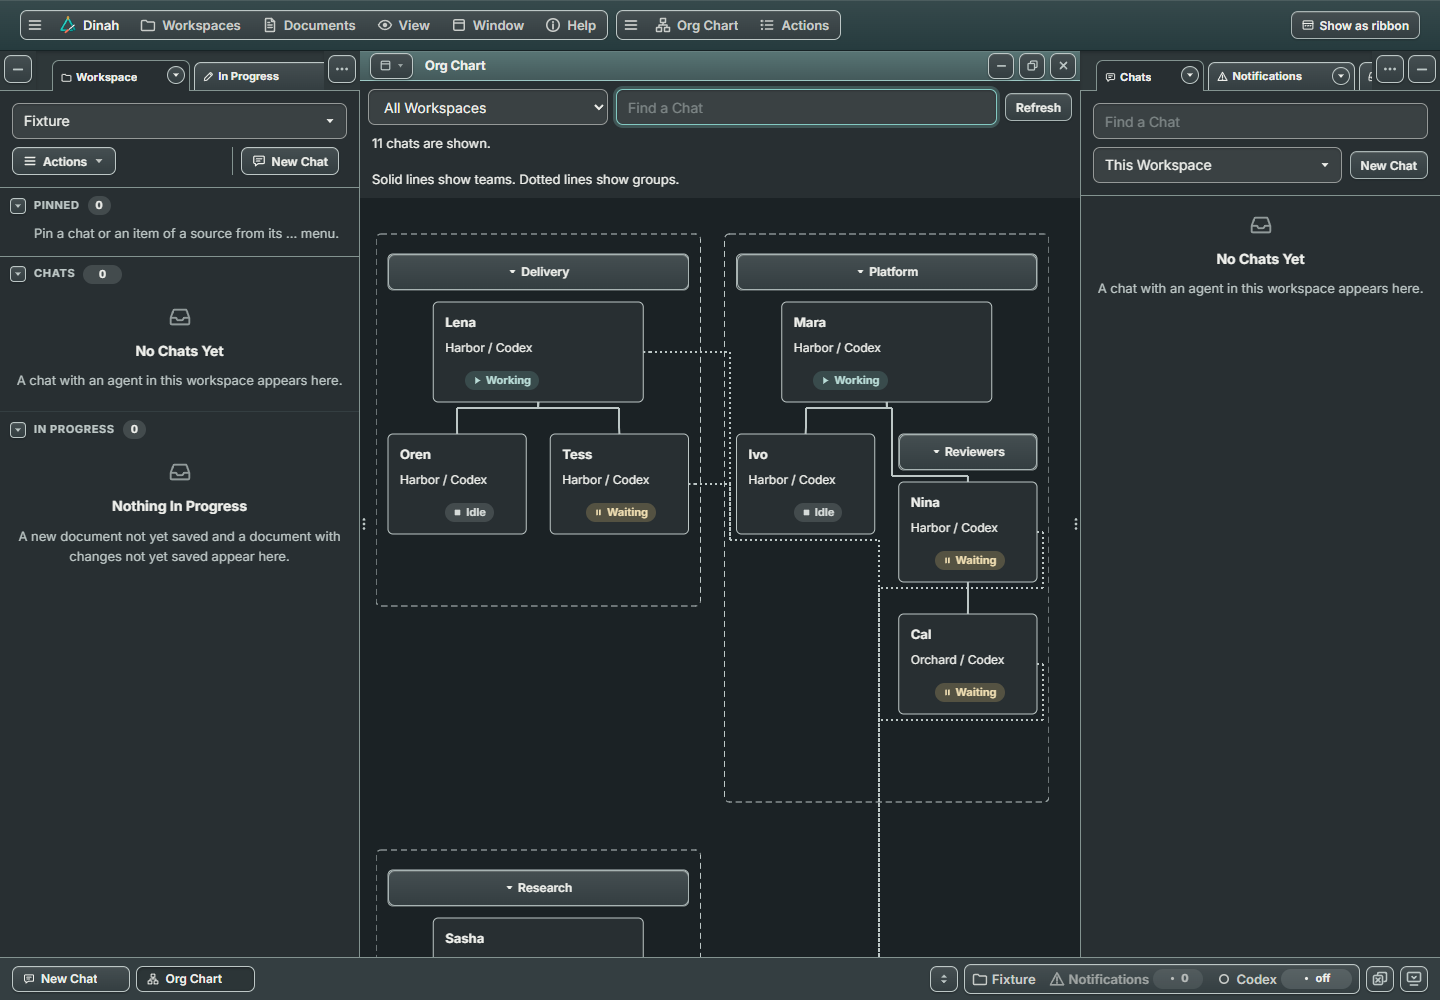 Dinah
Workspaces
Documents
View
Window
Help
Org Chart
Actions
Show as ribbon
Workspace
In Progress
Fixture
Actions
New Chat
PINNED 0
Pin a chat or an item of a source from its ... menu.
CHATS 0
No Chats Yet
A chat with an agent in this workspace appears here.
IN PROGRESS 0
Nothing In Progress
A new document not yet saved and a document with
changes not yet saved appear here.
Org Chart
All Workspaces
Find a Chat
Refresh
11 chats are shown.
Solid lines show teams. Dotted lines show groups.
Delivery
Lena
Harbor / Codex
Working
Oren
Harbor / Codex
Idle
Tess
Harbor / Codex
Waiting
Platform
Mara
Harbor / Codex
Working
Ivo
Harbor / Codex
Idle
Reviewers
Nina
Harbor / Codex
Waiting
Cal
Orchard / Codex
Waiting
Research
Sasha
Chats
Notifications
Find a Chat
This Workspace
New Chat
No Chats Yet
A chat with an agent in this workspace appears here.
New Chat
Org Chart
Fixture
Notifications
• 0
Codex
• off